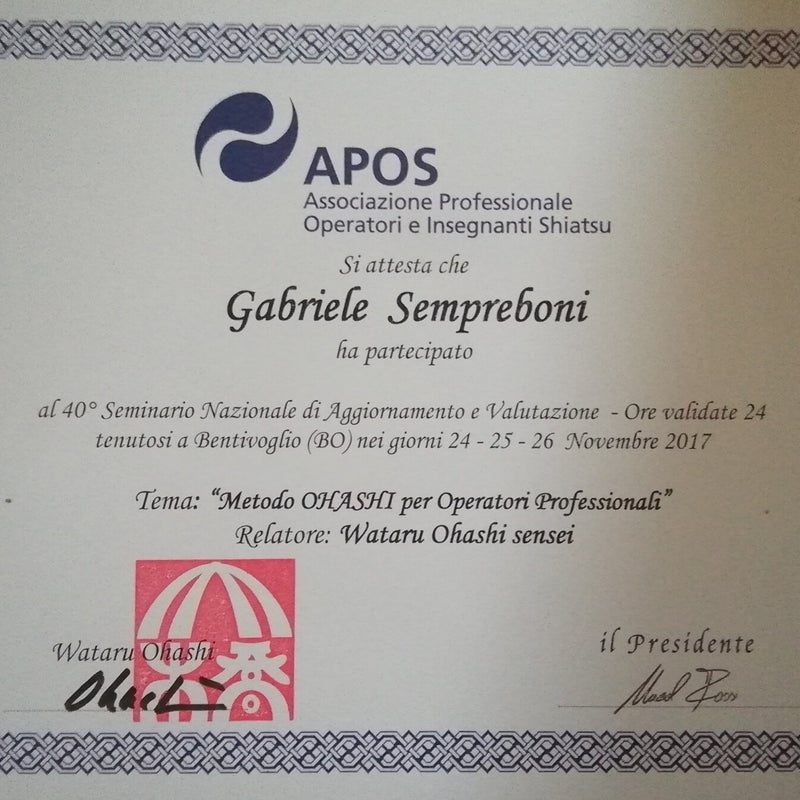 APOS
Associazione Professionale
Operatori e Insegnanti Shiatsu
Si attesta che
Gabriele Sempreboni
ha partecipato
al 40° Seminario Nazionale di Aggiornamento e Valutazione - Ore validate 24
tenutosi a Bentivoglio (BO) nei giorni 24 - 25 - 26 Novembre 2017
Tema: “Metodo OHASHI per Operatori Professionali”
Relatore: Wataru Ohashi sensei
Wataru Ohashi
il Presidente
Ohashi